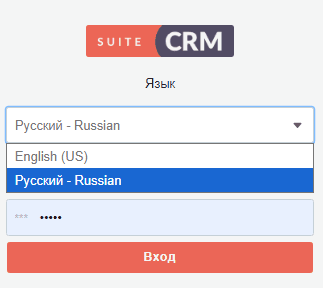 SUITE CRM
Язык
Русский - Russian
English (US)
Русский - Russian
*** •••••
Вход